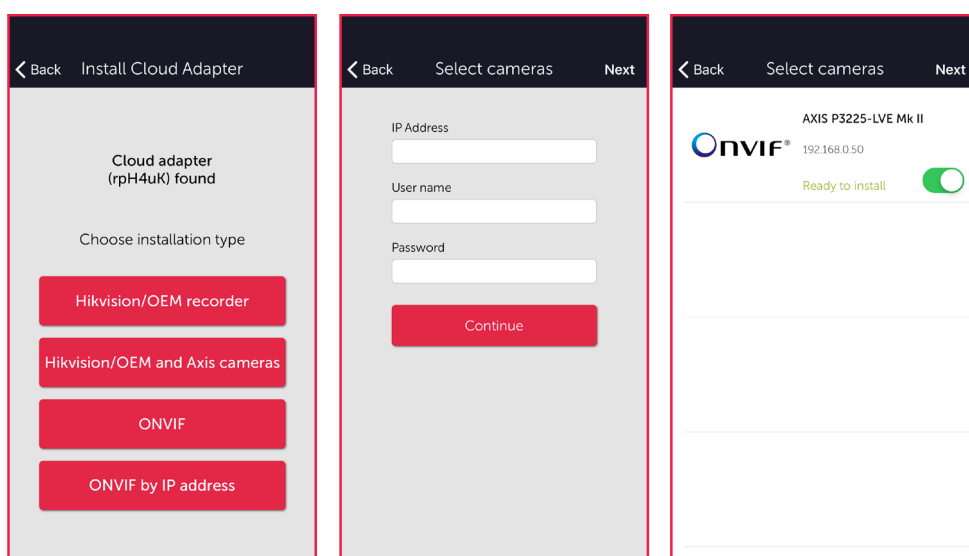 Back Install Cloud Adapter
Cloud adapter
(rpH4uK) found
Choose installation type
Hikvision/OEM recorder
Hikvision/OEM and Axis cameras
ONVIF
ONVIF by IP address
Back Select cameras Next
IP Address
User name
Password
Continue
Back Select cameras Next
AXIS P3225-LVE Mk II
ONVIF®
192.168.0.50
Ready to install